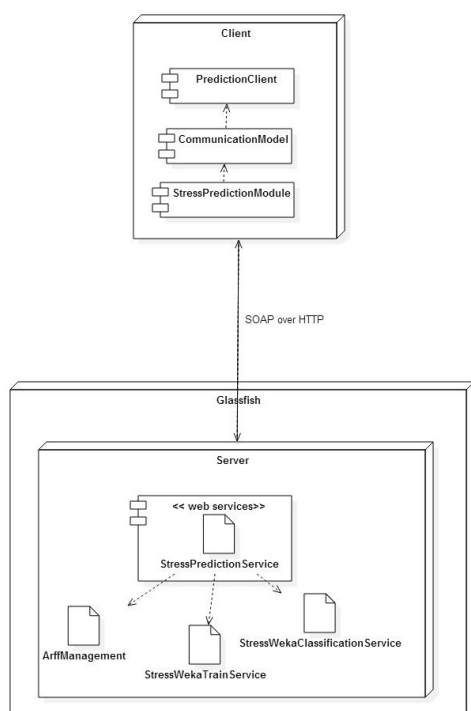 Client
PredictionClient
CommunicationModel
StressPredictionModule
SOAP over HTTP
Glassfish
Server
<< web services>>
StressPredictionService
ArffManagement
StressWekaClassificationService
StressWekaTrainService